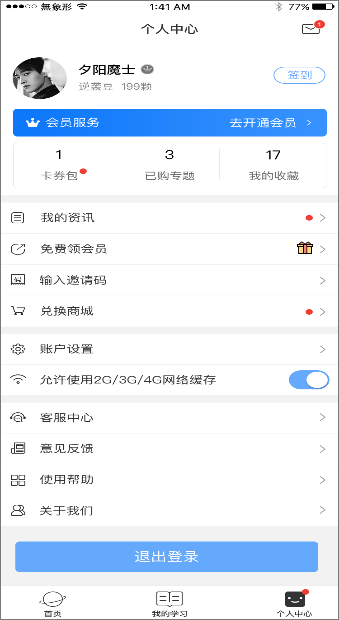 無象形 1:41 AM 77%
个人中心
1
夕阳魔士
签到
逆袭豆 199颗
会员服务 去开通会员
1 3 17
卡券包 已购专题 我的收藏
我的资讯
免费领会员
输入邀请码
兑换商城
账户设置
允许使用2G/3G/4G网络缓存
客服中心
意见反馈
使用帮助
关于我们
退出登录
首页 我的学习 个人中心